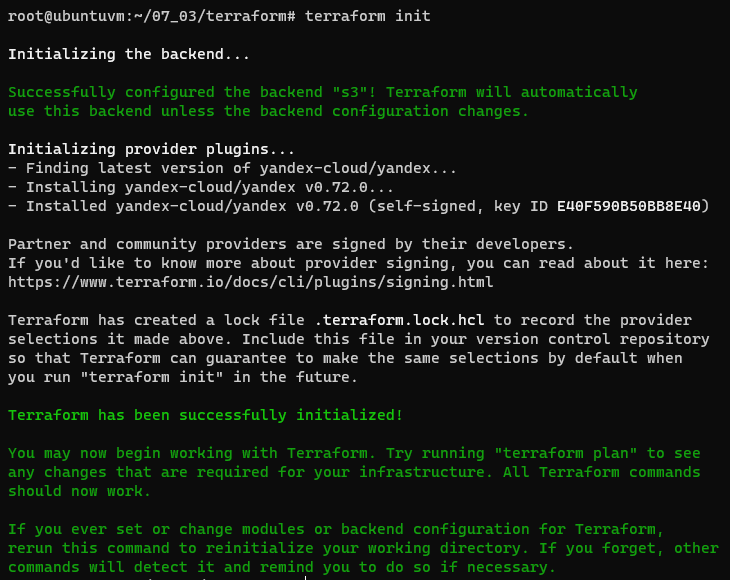 root@ubuntuvm:~/07_03/terraform# terraform init
Initializing the backend...
Successfully configured the backend "s3"! Terraform will automatically
use this backend unless the backend configuration changes.
Initializing provider plugins...
- Finding latest version of yandex-cloud/yandex...
- Installing yandex-cloud/yandex v0.72.0...
- Installed yandex-cloud/yandex v0.72.0 (self-signed, key ID E40F590B50BB8E40)
Partner and community providers are signed by their developers.
If you'd like to know more about provider signing, you can read about it here:
https://www.terraform.io/docs/cli/plugins/signing.html
Terraform has created a lock file .terraform.lock.hcl to record the provider
selections it made above. Include this file in your version control repository
so that Terraform can guarantee to make the same selections by default when
you run "terraform init" in the future.
Terraform has been successfully initialized!
You may now begin working with Terraform. Try running "terraform plan" to see
any changes that are required for your infrastructure. All Terraform commands
should now work.
If you ever set or change modules or backend configuration for Terraform,
rerun this command to reinitialize your working directory. If you forget, other
commands will detect it and remind you to do so if necessary.